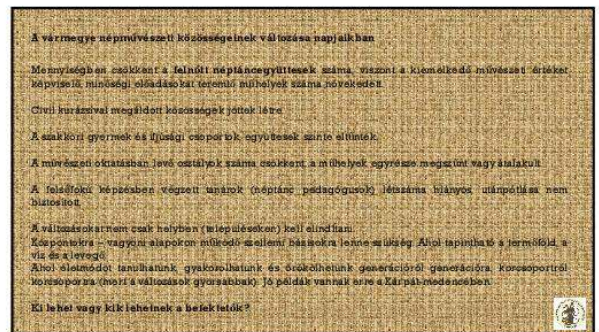 A vármegye népművészeti közösségeinek változása napjaikban
Mennyiségben csökkent a felnőtt néptáncegyüttesek száma, viszont a kiemelkedő művészeti értéket
képviselő, minőségi előadásokat teremtő műhelyek száma növekedett.
Civil kurázsival megáldott közösségek jöttek létre.
A szakköri gyermek és ifjúsági csoportok, együttesek szinte eltűntek.
A művészeti oktatásban levő osztályok száma csökkent, a műhelyek egyrésze megszűnt vagy átalakult.
A felsőfokú képzésben végzett tanárok (néptánc pedagógusok) létszáma hiányos, utánpótlása nem
biztosított.
A változásokat nem csak helyben (településeken) kell elindítani.
Központokra – vagyoni alapokon működő szellemi bázisokra lenne szükség. Ahol tapintható a termőföld, a
víz és a levegő.
Ahol életmódot tanulhatunk, gyakorolhatunk és örökölhetünk generációról generációra, korcsoportról
korcsoportra (mert a változások gyorsabbak). Jó példák vannak erre a Kárpát-medencében.
Ki lehet vagy kik lehetnek a befektetők?